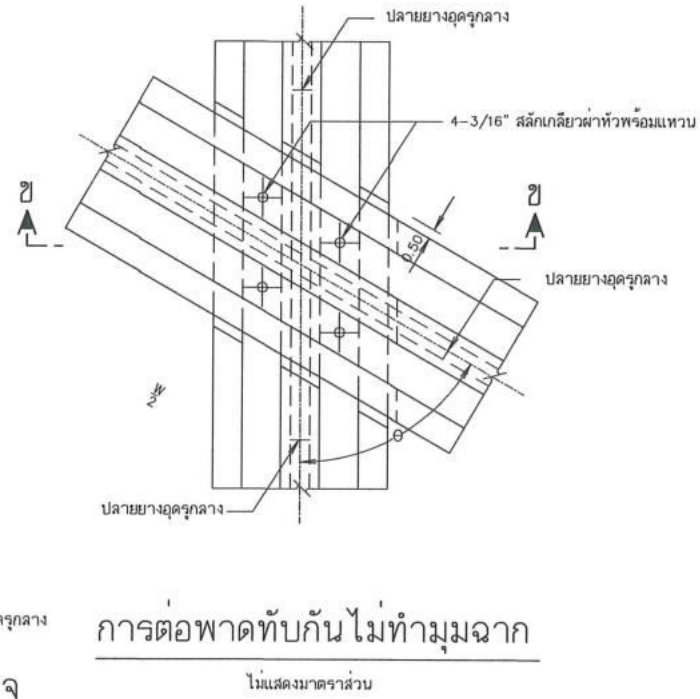 ปลายยางอุดรูกลาง
4-3/16" สลักเกลียวผ่าหัวพร้อมแหวน
ข ข
0.50
ปลายยางอุดรูกลาง
W/2
θ
ปลายยางอุดรูกลาง
การต่อพาดทับกันไม่ทำมุมฉาก
ไม่แสดงมาตราส่วน